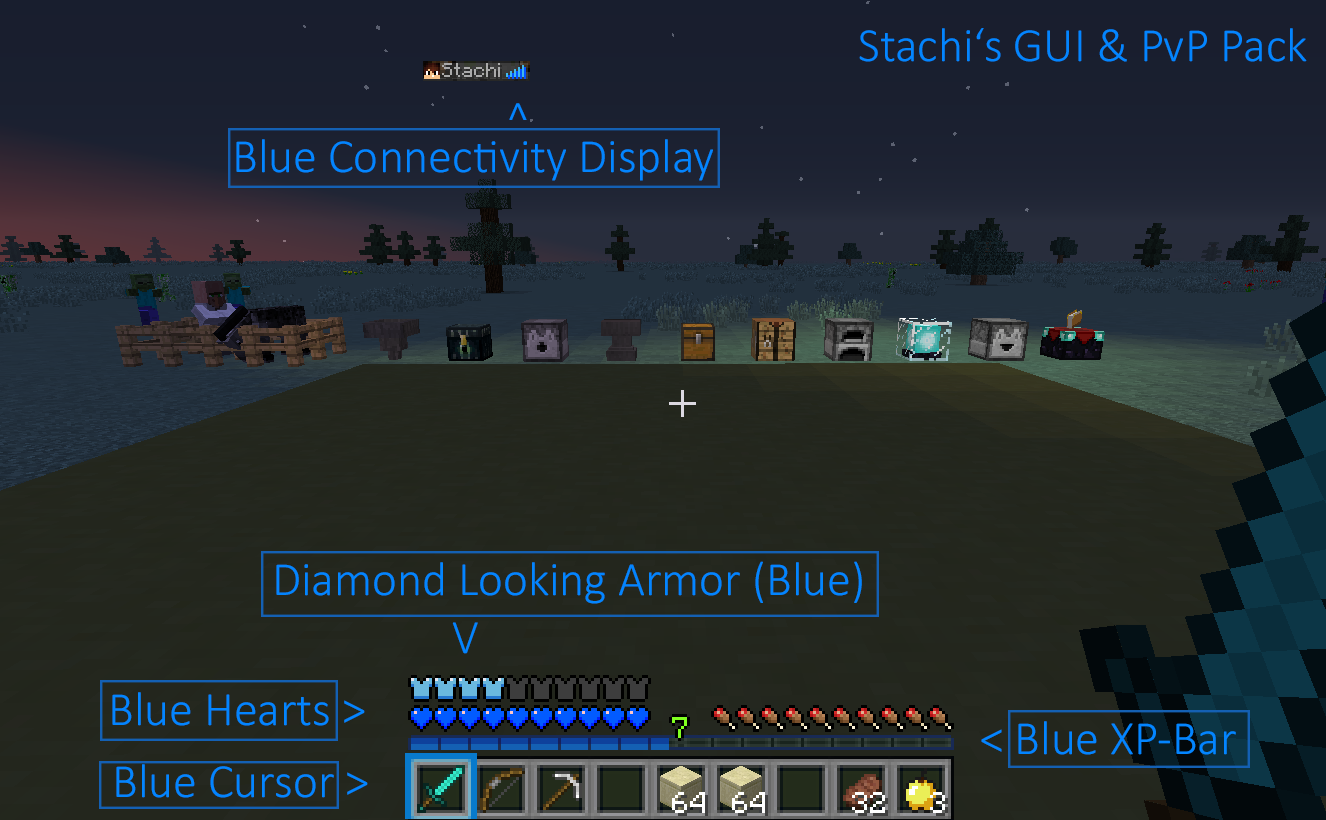 Stachi‘s GUI & PvP Pack
Stachi
^
Blue Connectivity Display
Diamond Looking Armor (Blue)
V
Blue Hearts >
7
< Blue XP-Bar
Blue Cursor >
64 64 32 3